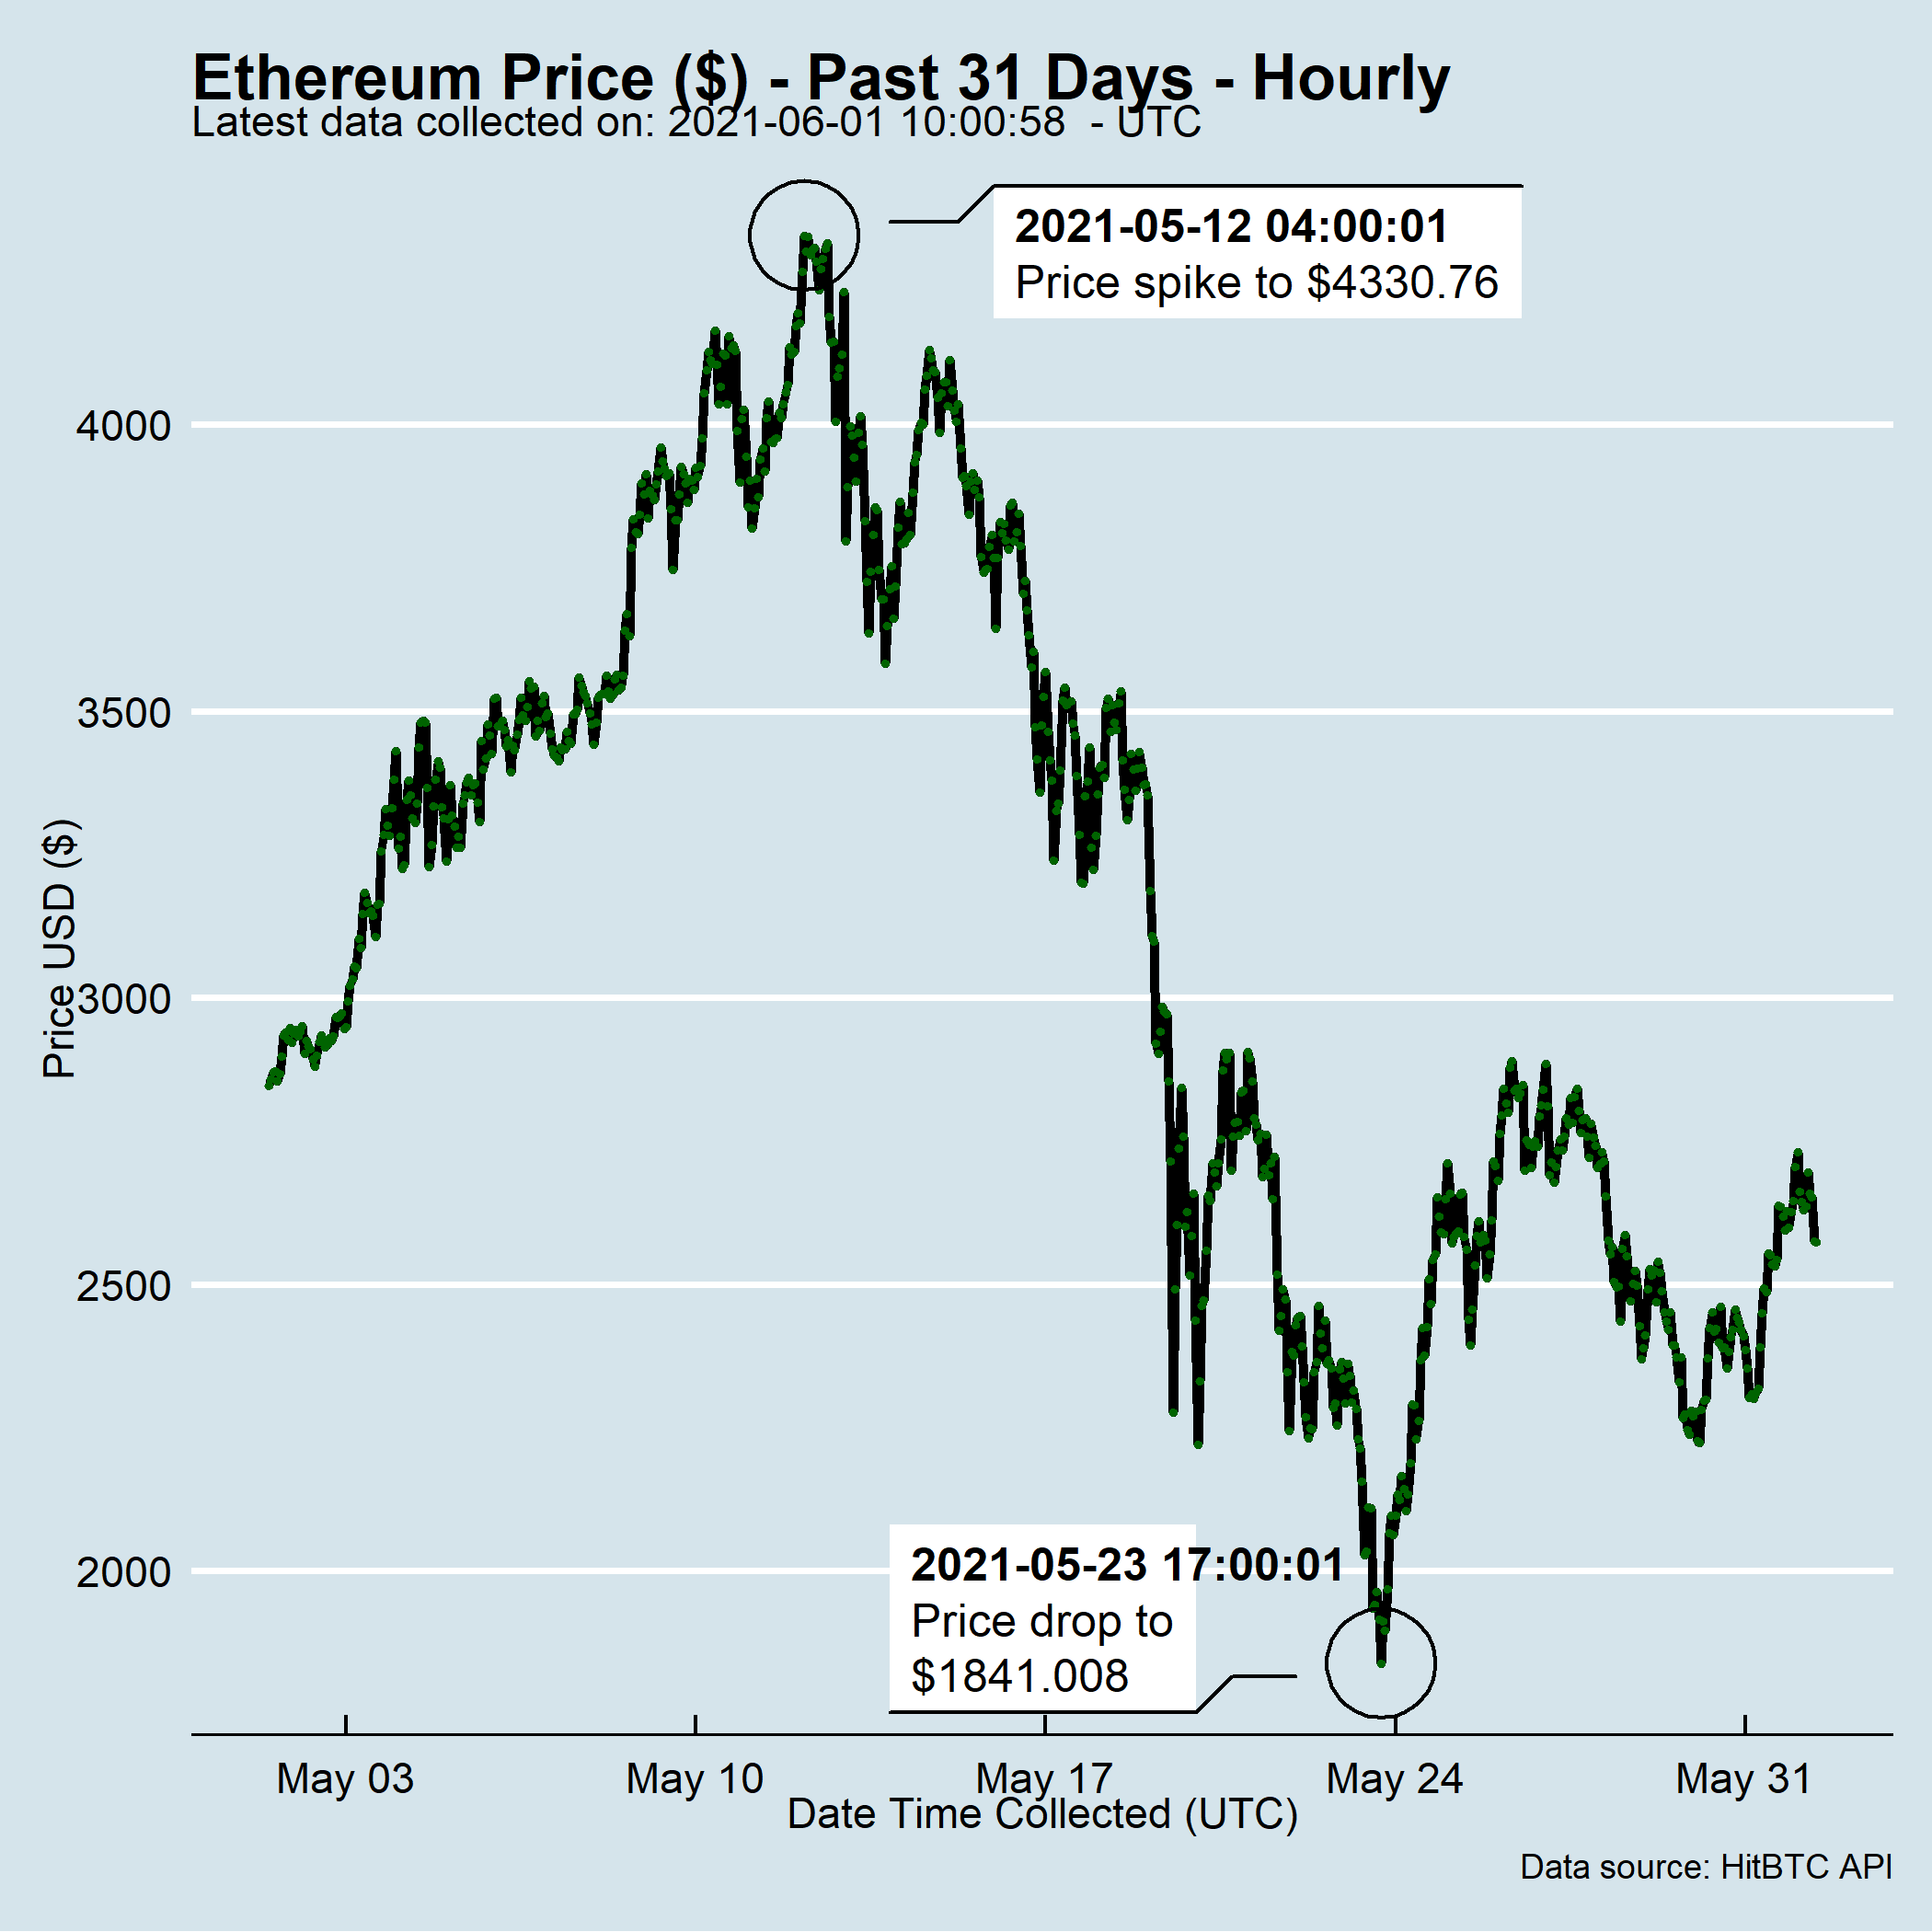 Ethereum Price ($) - Past 31 Days - Hourly
Latest data collected on: 2021-06-01 10:00:58  - UTC
2021-05-12 04:00:01
Price spike to $4330.76
4000
3500
3000
2500
2000
Price USD ($)
2021-05-23 17:00:01
Price drop to
$1841.008
May 03
May 10
May 17
May 24
May 31
Date Time Collected (UTC)
Data source: HitBTC API